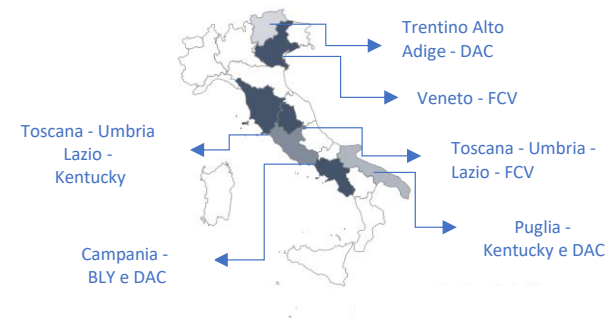 Trentino Alto
Adige - DAC
Veneto - FCV
Toscana - Umbria
Lazio -
Kentucky
Toscana - Umbria -
Lazio - FCV
Puglia -
Kentucky e DAC
Campania -
BLY e DAC